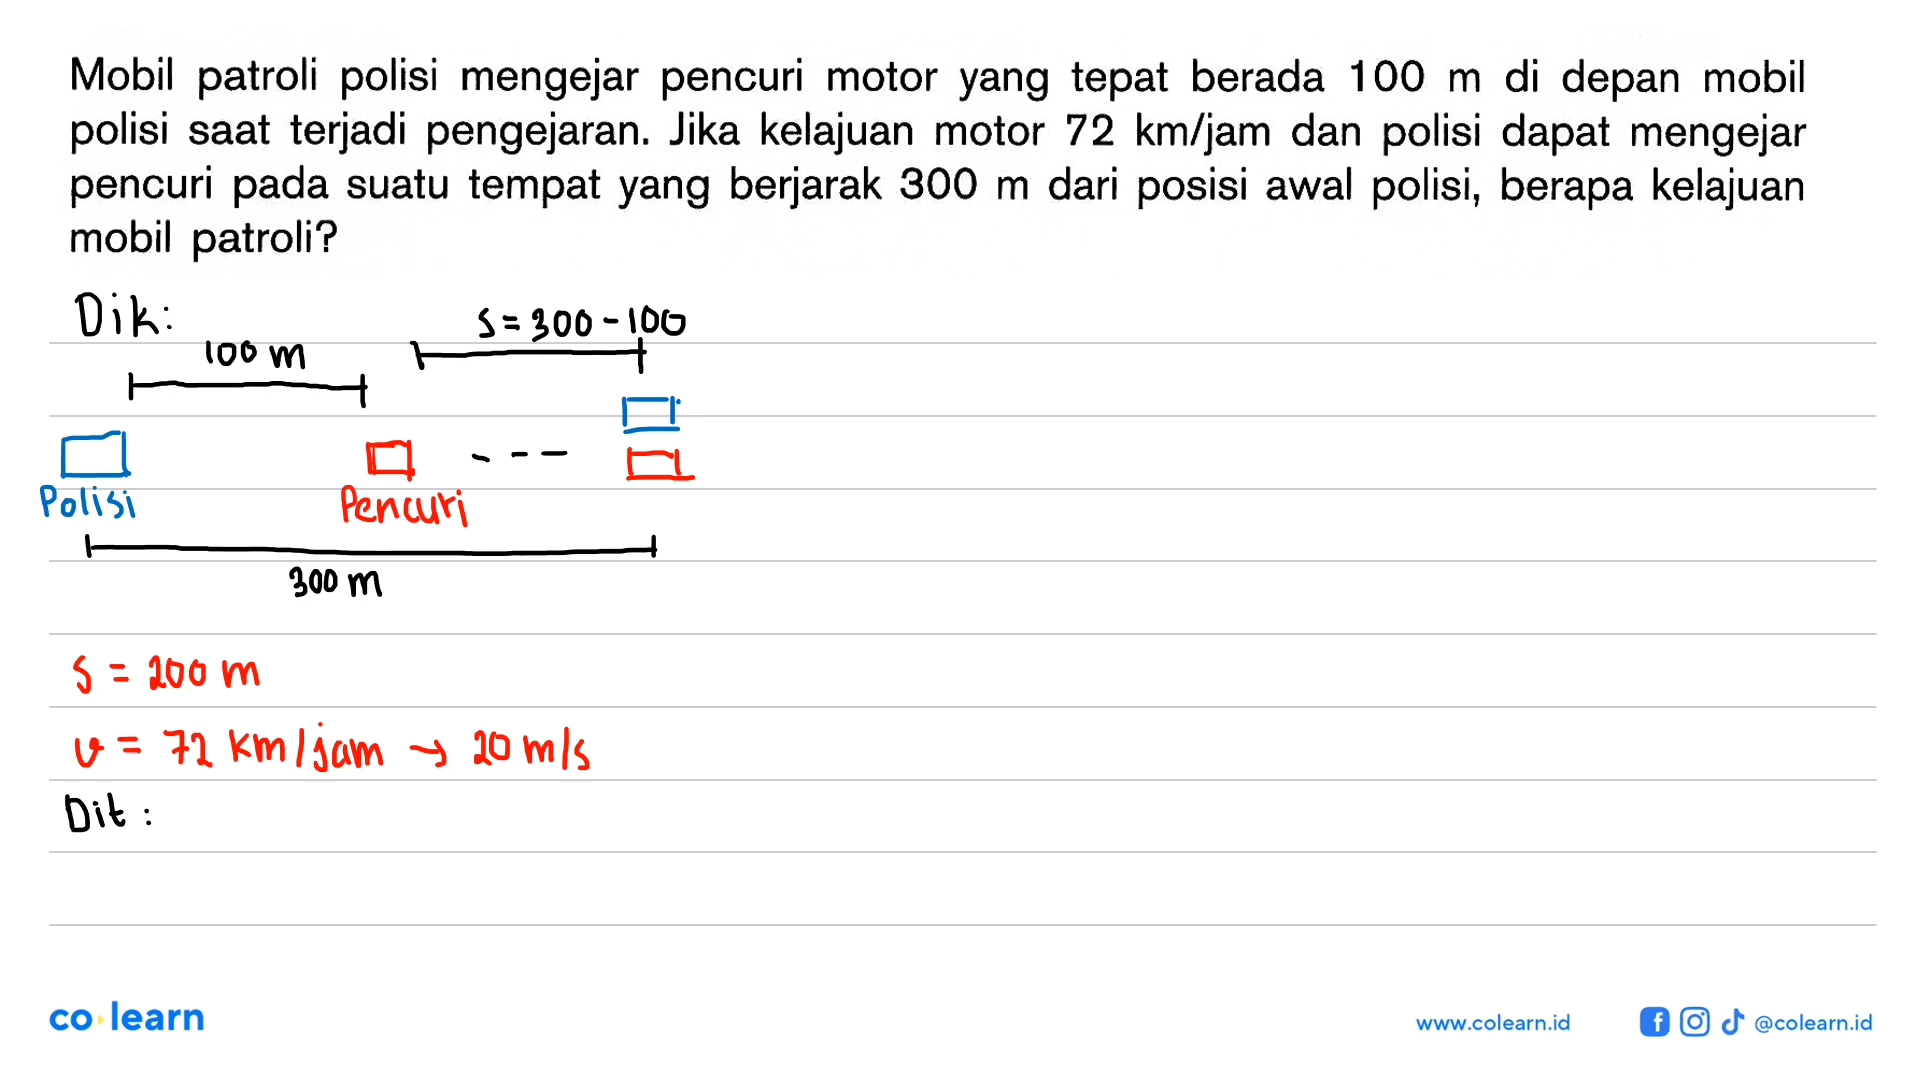 Mobil patroli polisi mengejar pencuri motor yang tepat berada 100 m di depan mobil
polisi saat terjadi pengejaran. Jika kelajuan motor 72 km/jam dan polisi dapat mengejar
pencuri pada suatu tempat yang berjarak 300 m dari posisi awal polisi, berapa kelajuan
mobil patroli?
Dik:
S = 300 - 100
100 m
Polisi
Pencuri
300 m
S = 200 m
v = 72 km/jam → 20 m/s
Dit :
co learn
www.colearn.id
@colearn.id